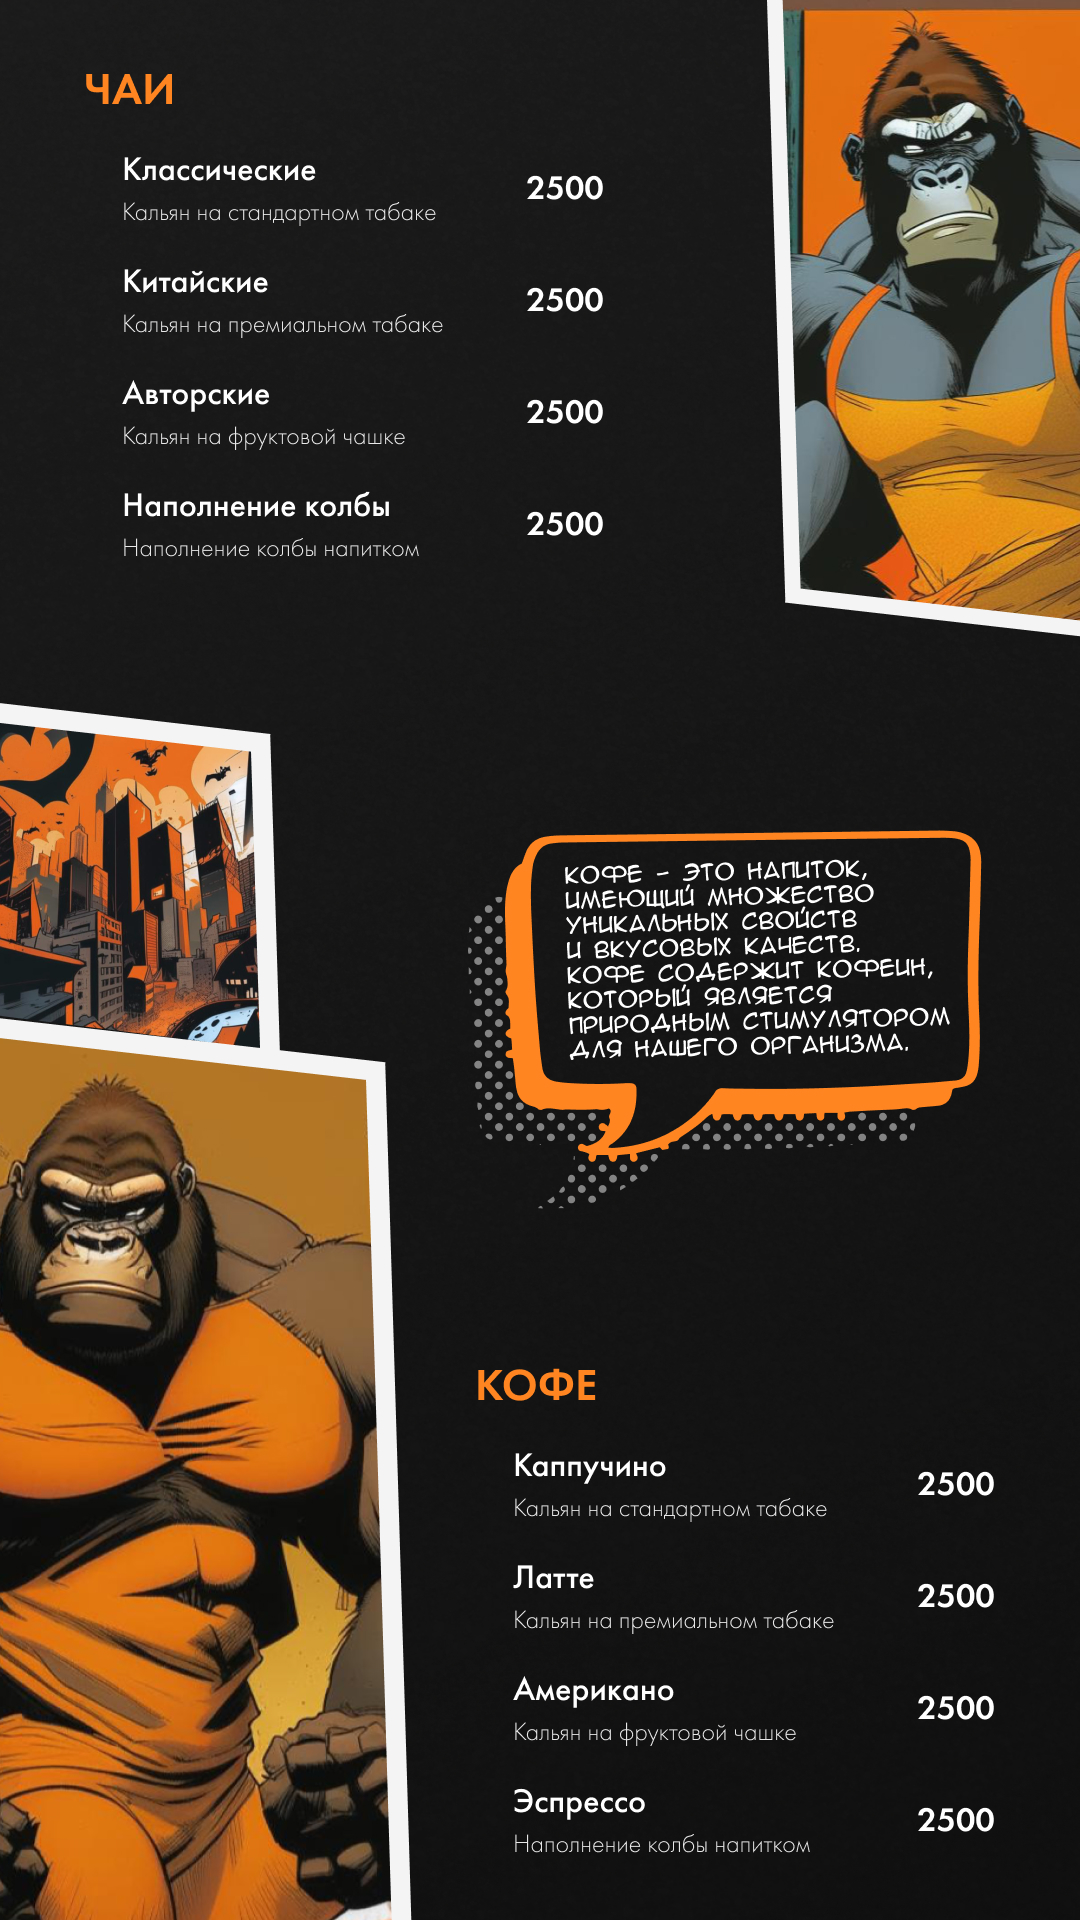 ЧАИ
Классические
Кальян на стандартном табаке
2500
Китайские
Кальян на премиальном табаке
2500
Авторские
Кальян на фруктовой чашке
2500
Наполнение колбы
Наполнение колбы напитком
2500
КОФЕ – ЭТО НАПИТОК,
ИМЕЮЩИЙ МНОЖЕСТВО
УНИКАЛЬНЫХ СВОЙСТВ
И ВКУСОВЫХ КАЧЕСТВ.
КОФЕ СОДЕРЖИТ КОФЕИН,
КОТОРЫЙ ЯВЛЯЕТСЯ
ПРИРОДНЫМ СТИМУЛЯТОРОМ
ДЛЯ НАШЕГО ОРГАНИЗМА.
КОФЕ
Каппучино
Кальян на стандартном табаке
2500
Латте
Кальян на премиальном табаке
2500
Американо
Кальян на фруктовой чашке
2500
Эспрессо
Наполнение колбы напитком
2500